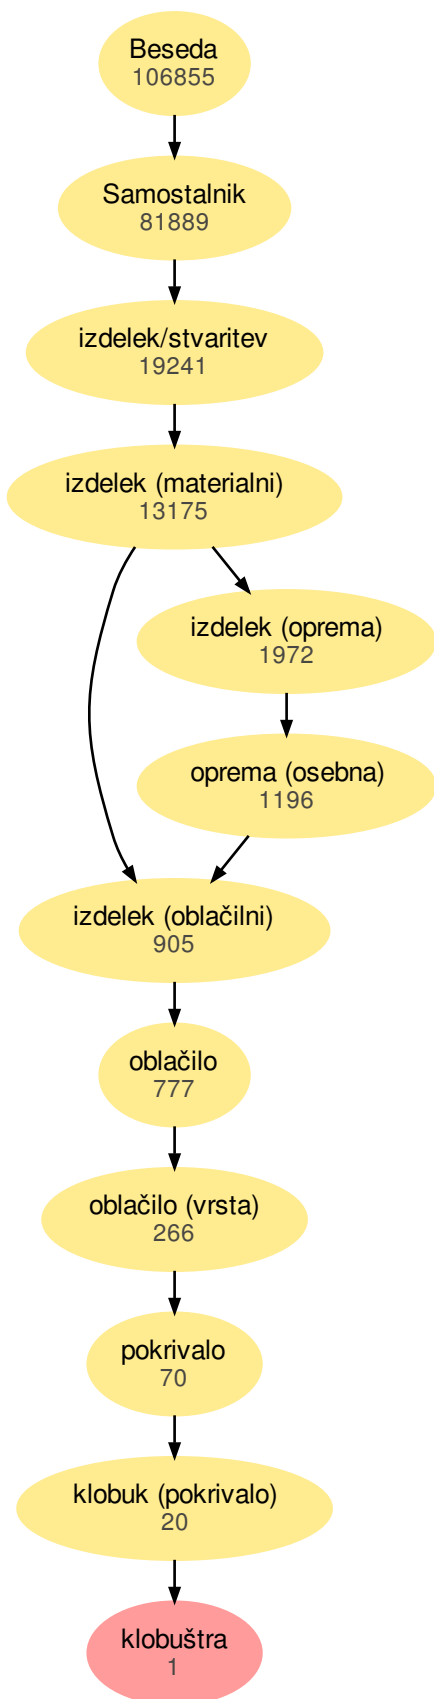 Beseda
106855
Samostalnik
81889
izdelek/stvaritev
19241
izdelek (materialni)
13175
izdelek (oprema)
1972
oprema (osebna)
1196
izdelek (oblačilni)
905
oblačilo
777
oblačilo (vrsta)
266
pokrivalo
70
klobuk (pokrivalo)
20
klobuštra
1